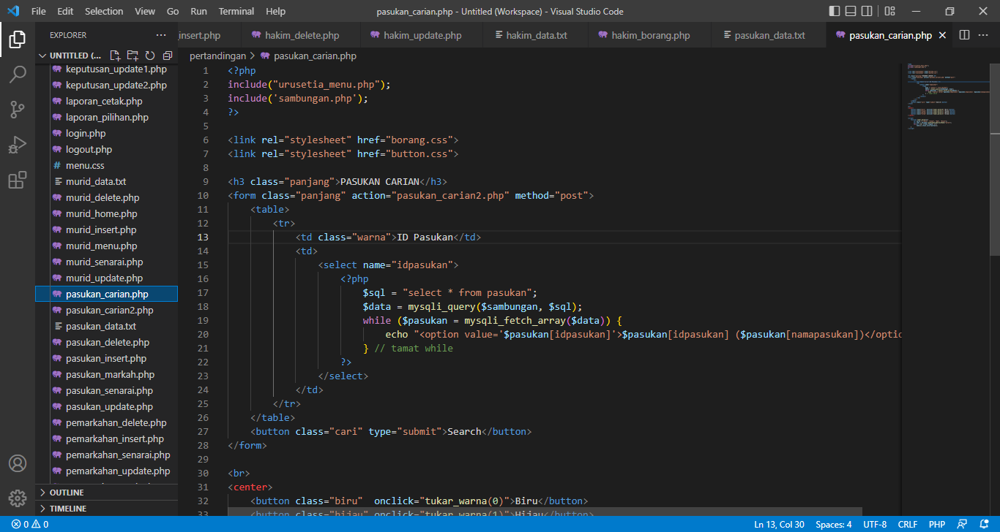 File Edit Selection View Go Run Terminal Help pasukan_carian.php - Untitled (Workspace) - Visual Studio Code
EXPLORER
UNTITLED (...
keputusan_update1.php
keputusan_update2.php
laporan_cetak.php
laporan_pilihan.php
login.php
logout.php
menu.css
murid_data.txt
murid_delete.php
murid_home.php
murid_insert.php
murid_menu.php
murid_senarai.php
murid_update.php
pasukan_carian.php
pasukan_carian2.php
pasukan_data.txt
pasukan_delete.php
pasukan_insert.php
pasukan_markah.php
pasukan_senarai.php
pasukan_update.php
pemarkahan_delete.php
pemarkahan_insert.php
pemarkahan_senarai.php
pemarkahan_update.php
OUTLINE
TIMELINE
insert.php hakim_delete.php hakim_update.php hakim_data.txt hakim_borang.php pasukan_data.txt pasukan_carian.php
pertandingan > pasukan_carian.php
1 <?php
2 include("urusetia_menu.php");
3 include('sambungan.php');
4 ?>
5
6 <link rel="stylesheet" href="borang.css">
7 <link rel="stylesheet" href="button.css">
8
9 <h3 class="panjang">PASUKAN CARIAN</h3>
10 <form class="panjang" action="pasukan_carian2.php" method="post">
11 <table>
12 <tr>
13 <td class="warna">ID Pasukan</td>
14 <td>
15 <select name="idpasukan">
16 <?php
17 $sql = "select * from pasukan";
18 $data = mysqli_query($sambungan, $sql);
19 while ($pasukan = mysqli_fetch_array($data)) {
20 echo "<option value='$pasukan[idpasukan]'>$pasukan[idpasukan] ($pasukan[namapasukan])</optio
21 } // tamat while
22 ?>
23 </select>
24 </td>
25 </tr>
26 </table>
27 <button class="cari" type="submit">Search</button>
28 </form>
29
30 <br>
31 <center>
32 <button class="biru"  onclick="tukar_warna(0)">Biru</button>
33 <button class="hijau" onclick="tukar_warna(1)">Hijau</button>
0 0 Ln 13, Col 30 Spaces: 4 UTF-8 CRLF PHP